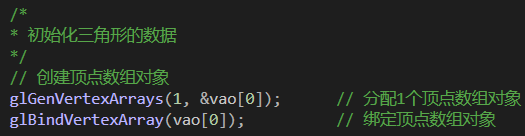 /*
* 初始化三角形的数据
*/
// 创建顶点数组对象
glGenVertexArrays(1, &vao[0]);      // 分配1个顶点数组对象
glBindVertexArray(vao[0]);          // 绑定顶点数组对象